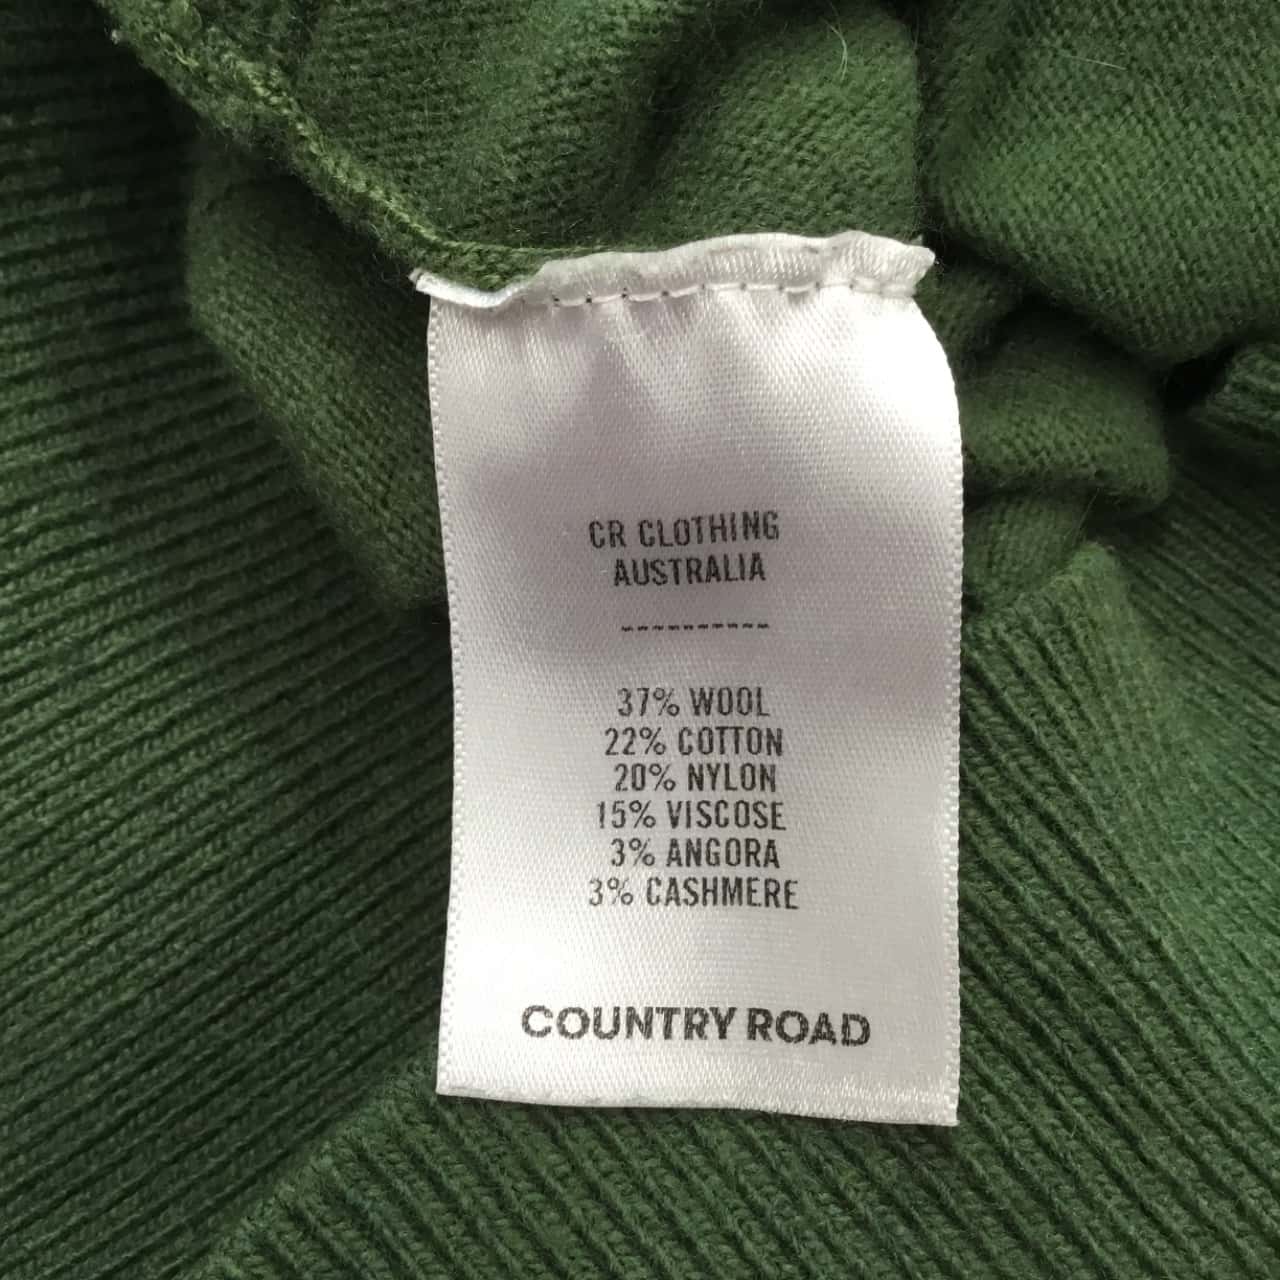 CR CLOTHING
AUSTRALIA
-----------
37% WOOL
22% COTTON
20% NYLON
15% VISCOSE
3% ANGORA
3% CASHMERE
COUNTRY ROAD